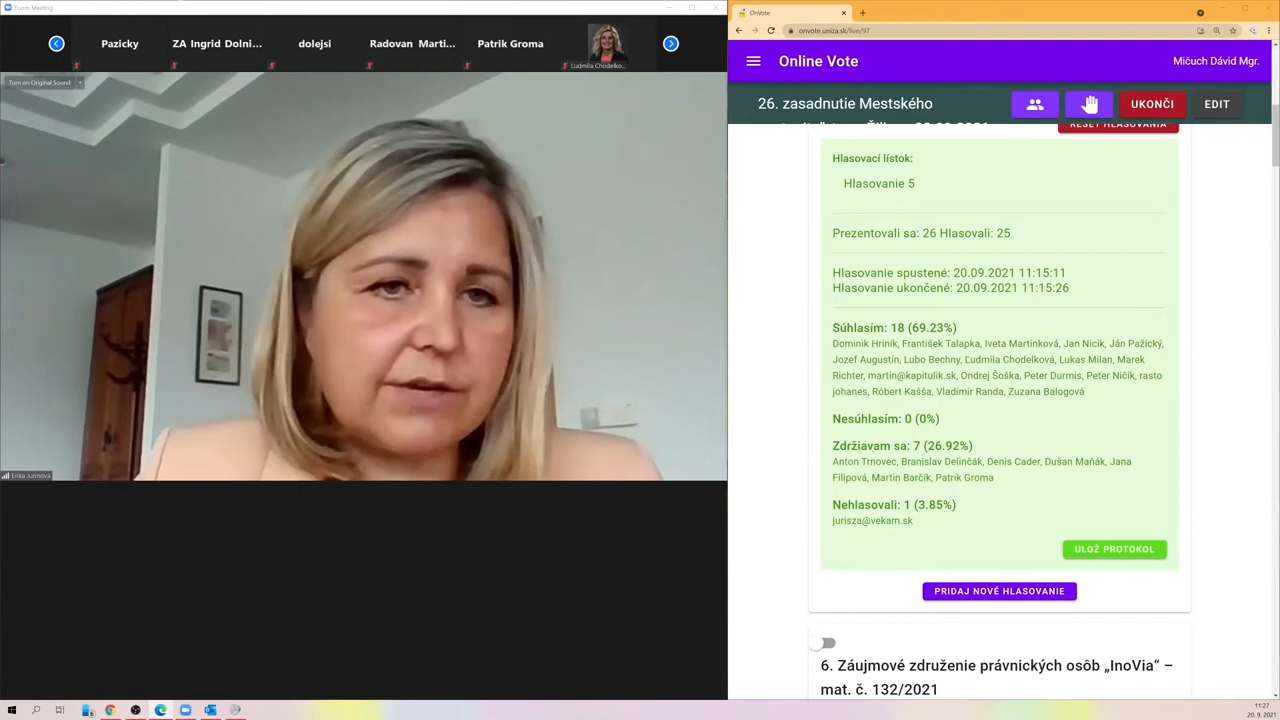 Zoom Meeting
Pazicky
ZA Ingrid Dolni...
dolejsi
Radovan Marti...
Patrik Groma
Ľudmila Chodelko...
Turn on Original Sound
Erika Jurinová
OnVote
onvote.uniza.sk/live/97
Online Vote
Mičuch Dávid Mgr.
26. zasadnutie Mestského
UKONČI
EDIT
RESET HLASOVANIA
Hlasovací lístok:
Hlasovanie 5
Prezentovali sa: 26 Hlasovali: 25
Hlasovanie spustené: 20.09.2021 11:15:11
Hlasovanie ukončené: 20.09.2021 11:15:26
Súhlasím: 18 (69.23%)
Dominik Hriník, František Talapka, Iveta Martinková, Jan Nicik, Ján Pažický,
Jozef Augustín, Lubo Bechny, Ľudmila Chodelková, Lukas Milan, Marek
Richter, martin@kapitulik.sk, Ondrej Šoška, Peter Durmis, Peter Ničík, rasto
johanes, Róbert Kašša, Vladimir Randa, Zuzana Balogová
Nesúhlasím: 0 (0%)
Zdržiavam sa: 7 (26.92%)
Anton Trnovec, Branislav Delinčák, Denis Cader, Dušan Maňák, Jana
Filipová, Martin Barčík, Patrik Groma
Nehlasovali: 1 (3.85%)
jurisza@vekam.sk
ULOŽ PROTOKOL
PRIDAJ NOVÉ HLASOVANIE
6. Záujmové združenie právnických osôb „InoVia“ –
mat. č. 132/2021
11:27
20. 9. 2021